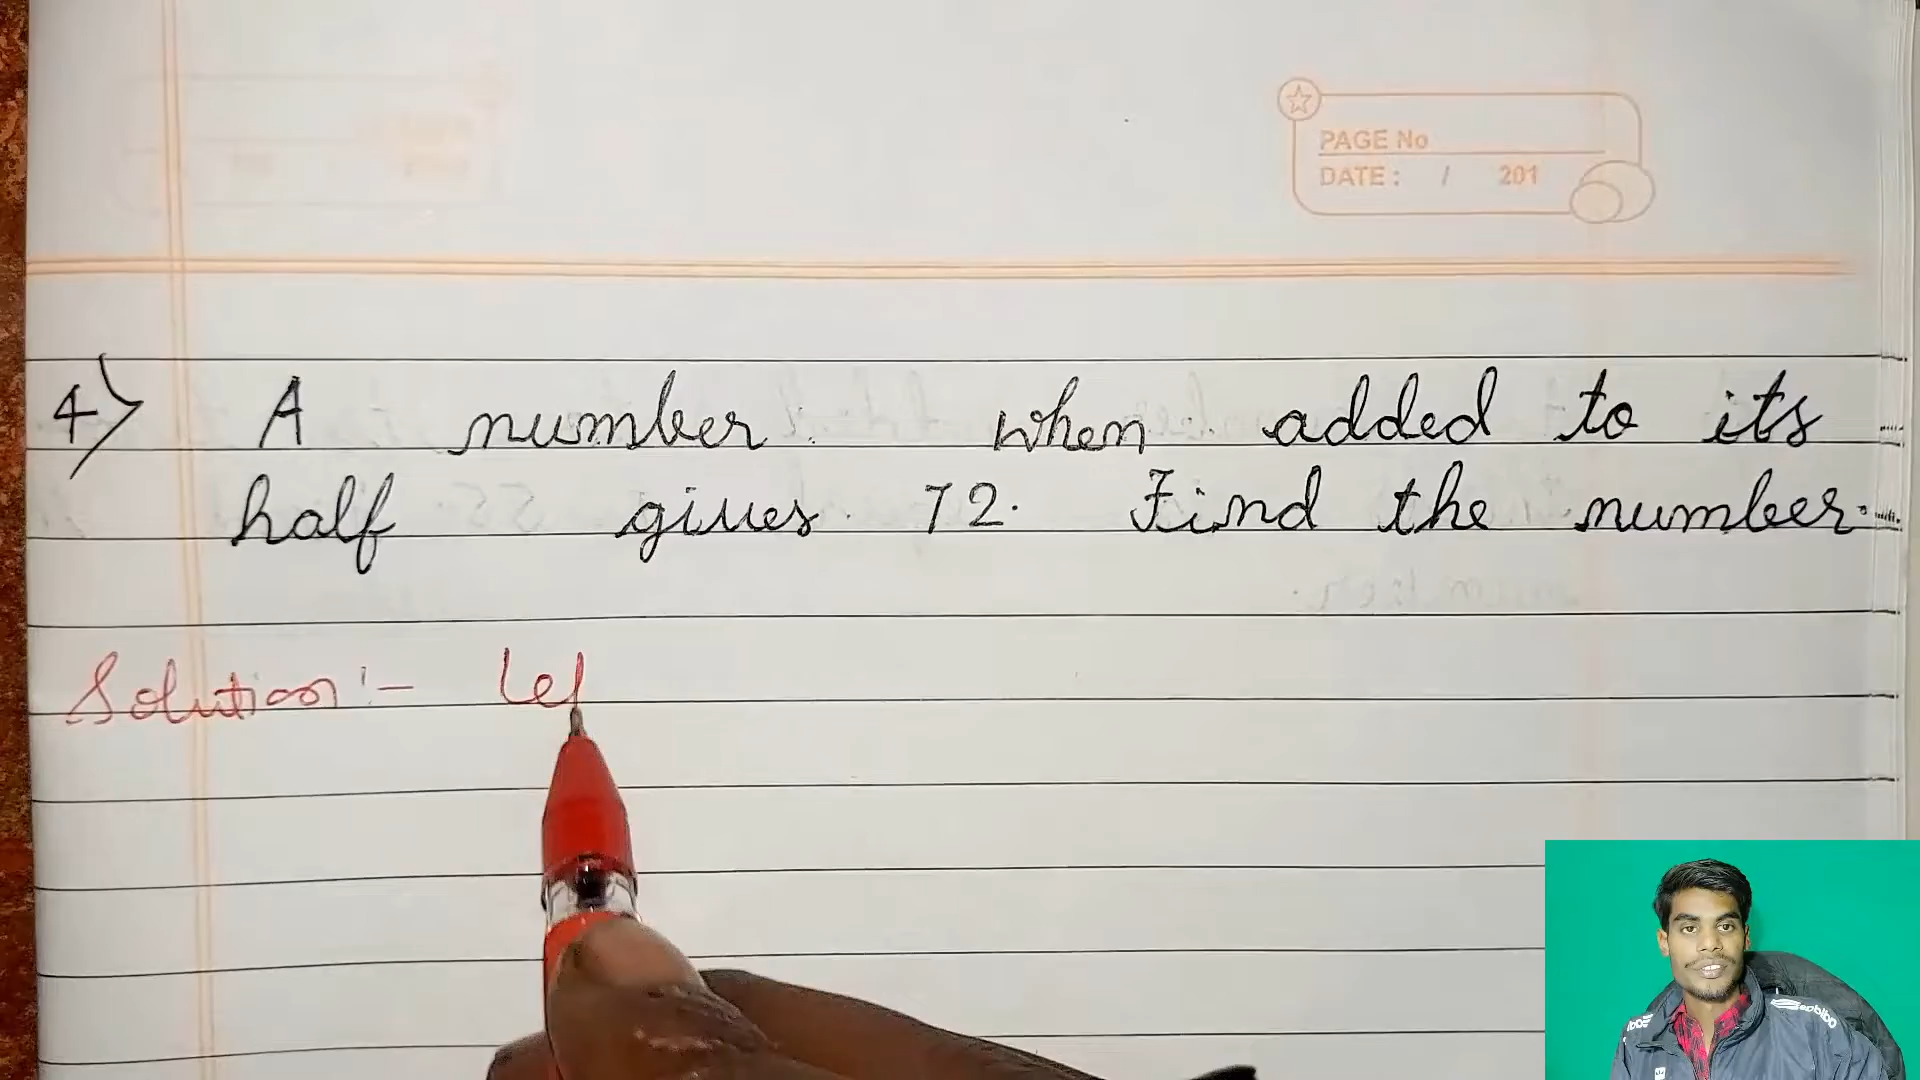 PAGE No
DATE : / 201
4) A number when added to its
half gives 72. Find the number.
Solution:- Let